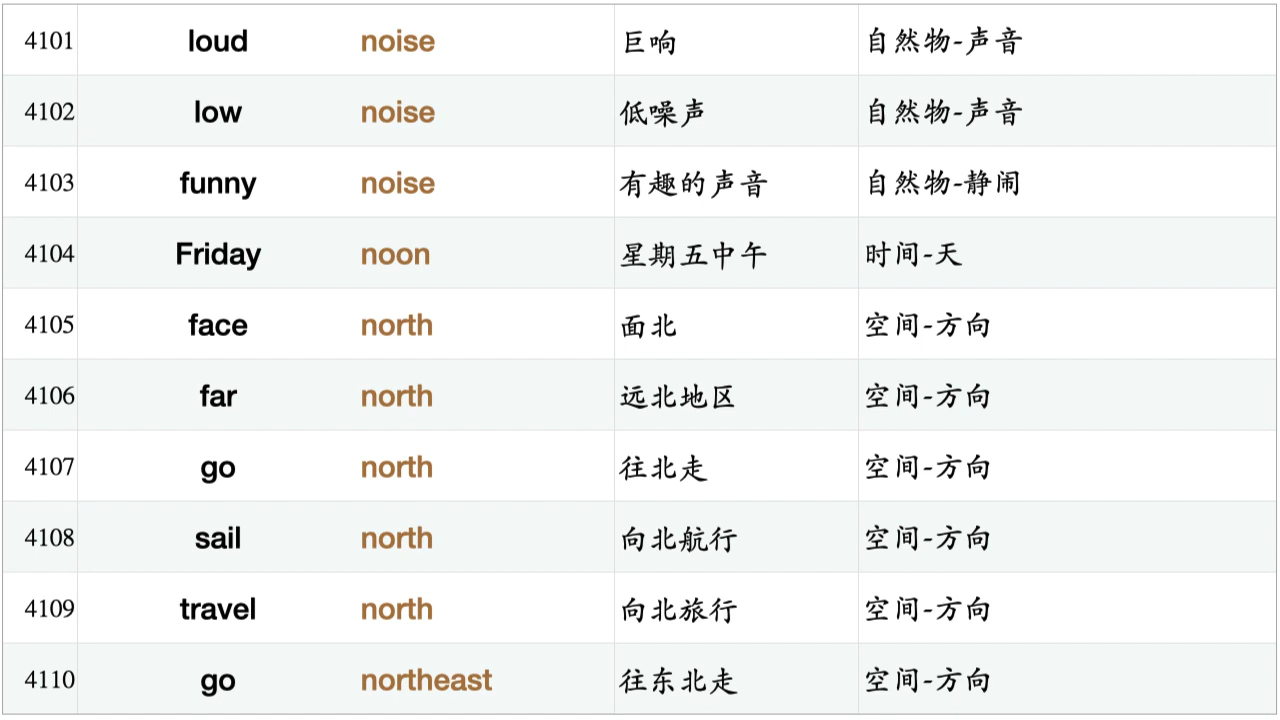 4101 loud noise 巨响 自然物-声音
4102 low noise 低噪声 自然物-声音
4103 funny noise 有趣的声音 自然物-静闹
4104 Friday noon 星期五中午 时间-天
4105 face north 面北 空间-方向
4106 far north 远北地区 空间-方向
4107 go north 往北走 空间-方向
4108 sail north 向北航行 空间-方向
4109 travel north 向北旅行 空间-方向
4110 go northeast 往东北走 空间-方向